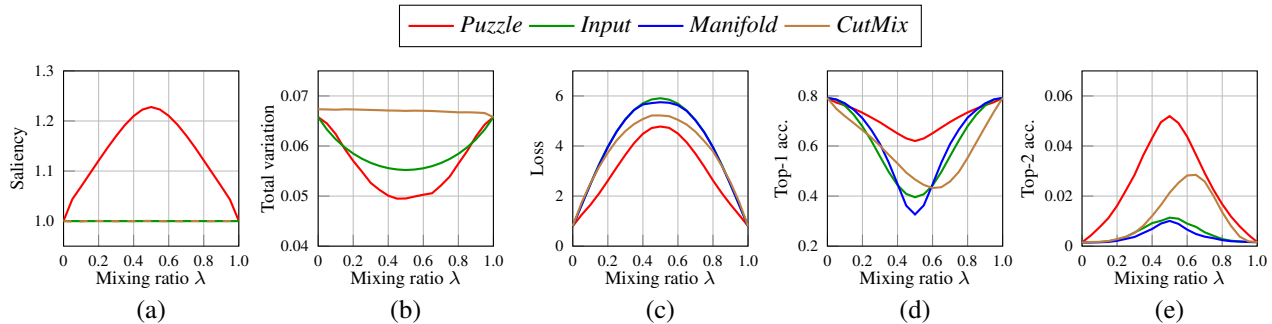 Puzzle Input Manifold CutMix
Saliency
1.3
1.2
1.1
1.0
0 0.2 0.4 0.6 0.8 1.0
Mixing ratio λ
(a)
Total variation
0.07
0.06
0.05
0.04
0 0.2 0.4 0.6 0.8 1.0
Mixing ratio λ
(b)
Loss
6
4
2
0
0 0.2 0.4 0.6 0.8 1.0
Mixing ratio λ
(c)
Top-1 acc.
0.8
0.6
0.4
0.2
0 0.2 0.4 0.6 0.8 1.0
Mixing ratio λ
(d)
Top-2 acc.
0.06
0.04
0.02
0
0 0.2 0.4 0.6 0.8 1.0
Mixing ratio λ
(e)